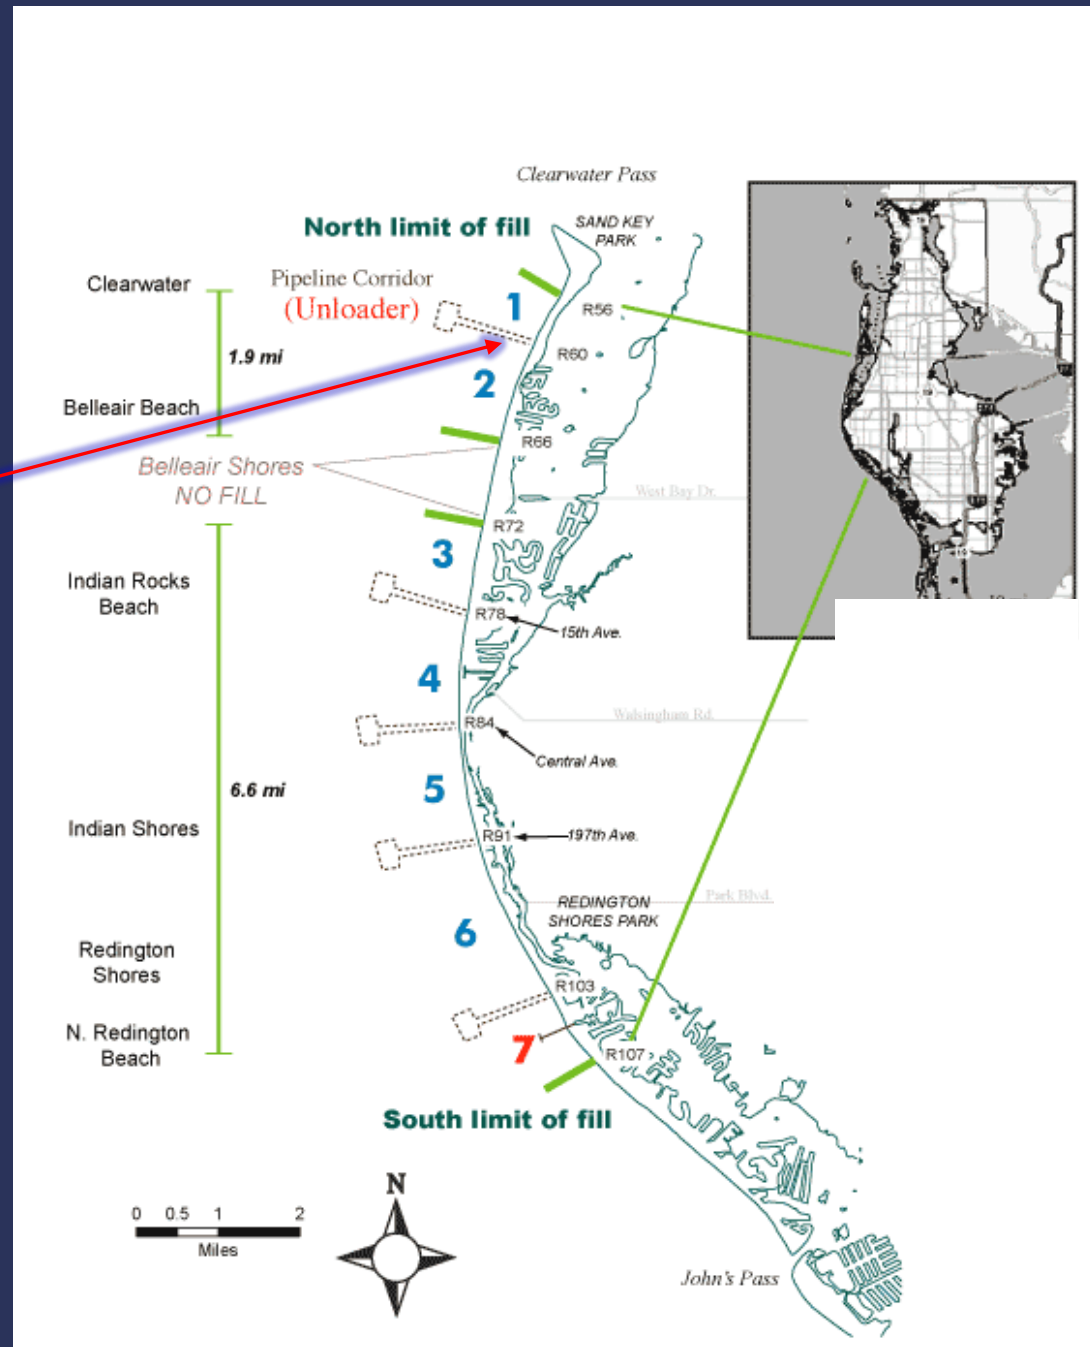 Clearwater Pass
North limit of fill
SAND KEY
PARK
Clearwater
Pipeline Corridor
(Unloader)
1
R56
1.9 mi
R60
2
Belleair Beach
R66
Belleair Shores
NO FILL
West Bay Dr.
R72
3
Indian Rocks
Beach
R78
15th Ave.
4
Walsingham Rd.
R84
Central Ave.
5
6.6 mi
Indian Shores
R91
197th Ave.
Park Blvd.
REDINGTON
SHORES PARK
6
Redington
Shores
R103
N. Redington
Beach
7
R107
South limit of fill
N
0 0.5 1 2
Miles
John's Pass